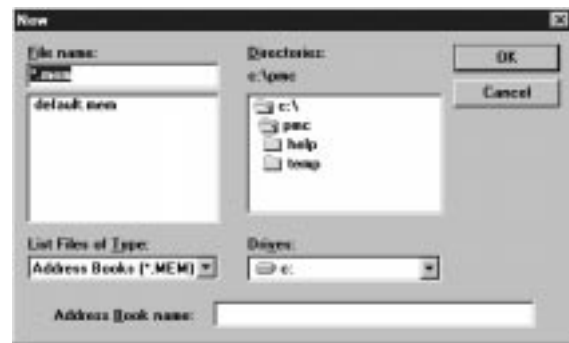 New
File name:
*.mem
default.mem
Directories:
c:\pmc
c:\
pmc
help
temp
OK
Cancel
List Files of Type:
Address Books (*.MEM)
Drives:
c:
Address Book name: